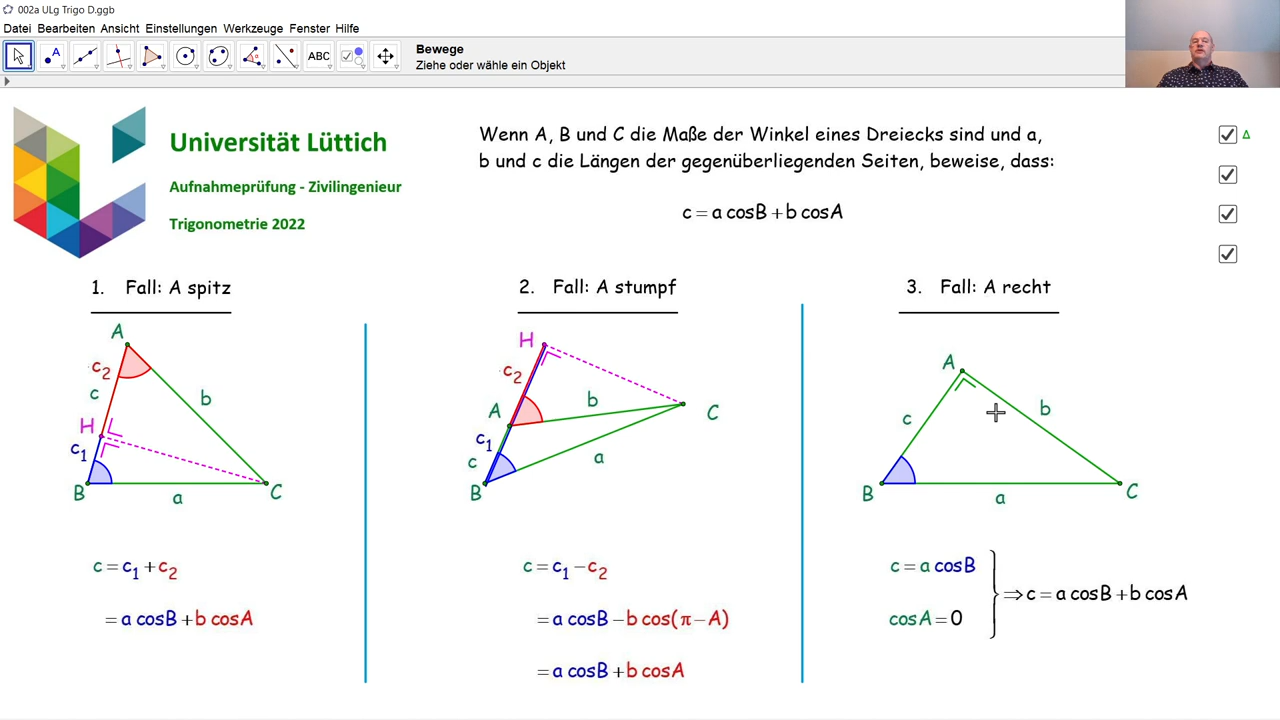 002a ULg Trigo D.ggb
Datei Bearbeiten Ansicht Einstellungen Werkzeuge Fenster Hilfe
A
ABC
Bewege
Ziehe oder wähle ein Objekt
Universität Lüttich
Aufnahmeprüfung - Zivilingenieur
Trigonometrie 2022
Wenn A, B und C die Maße der Winkel eines Dreiecks sind und a,
b und c die Längen der gegenüberliegenden Seiten, beweise, dass:
c = a cosB + b cosA
1. Fall: A spitz
A
c₂
c
b
H
c₁
B
a
C
c = c₁ + c₂
= a cosB + b cosA
2. Fall: A stumpf
H
c₂
b
A
C
c₁
c
a
B
c = c₁ − c₂
= a cosB − b cos(π − A)
= a cosB + b cosA
3. Fall: A recht
A
c
b
B
a
C
c = a cosB
cosA = 0
⇒ c = a cosB + b cosA